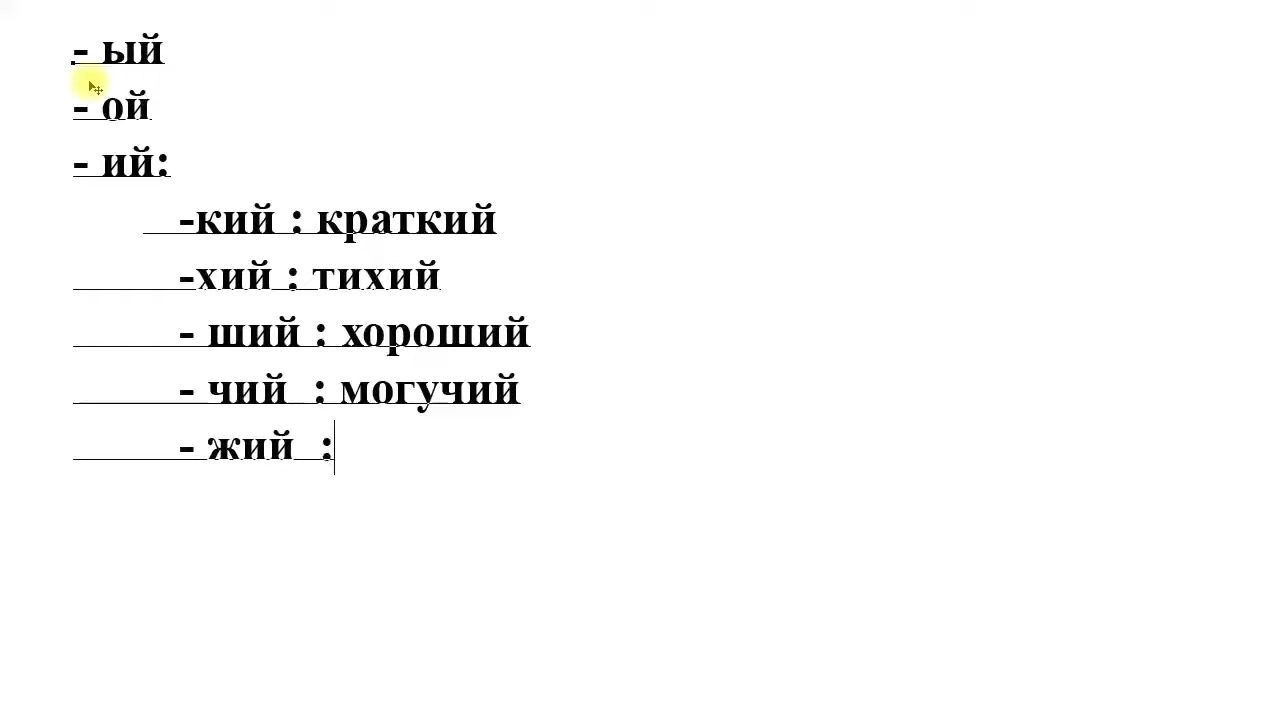 - ый
- ой
- ий:
-кий : краткий
-хий : тихий
- ший : хороший
- чий : могучий
- жий :